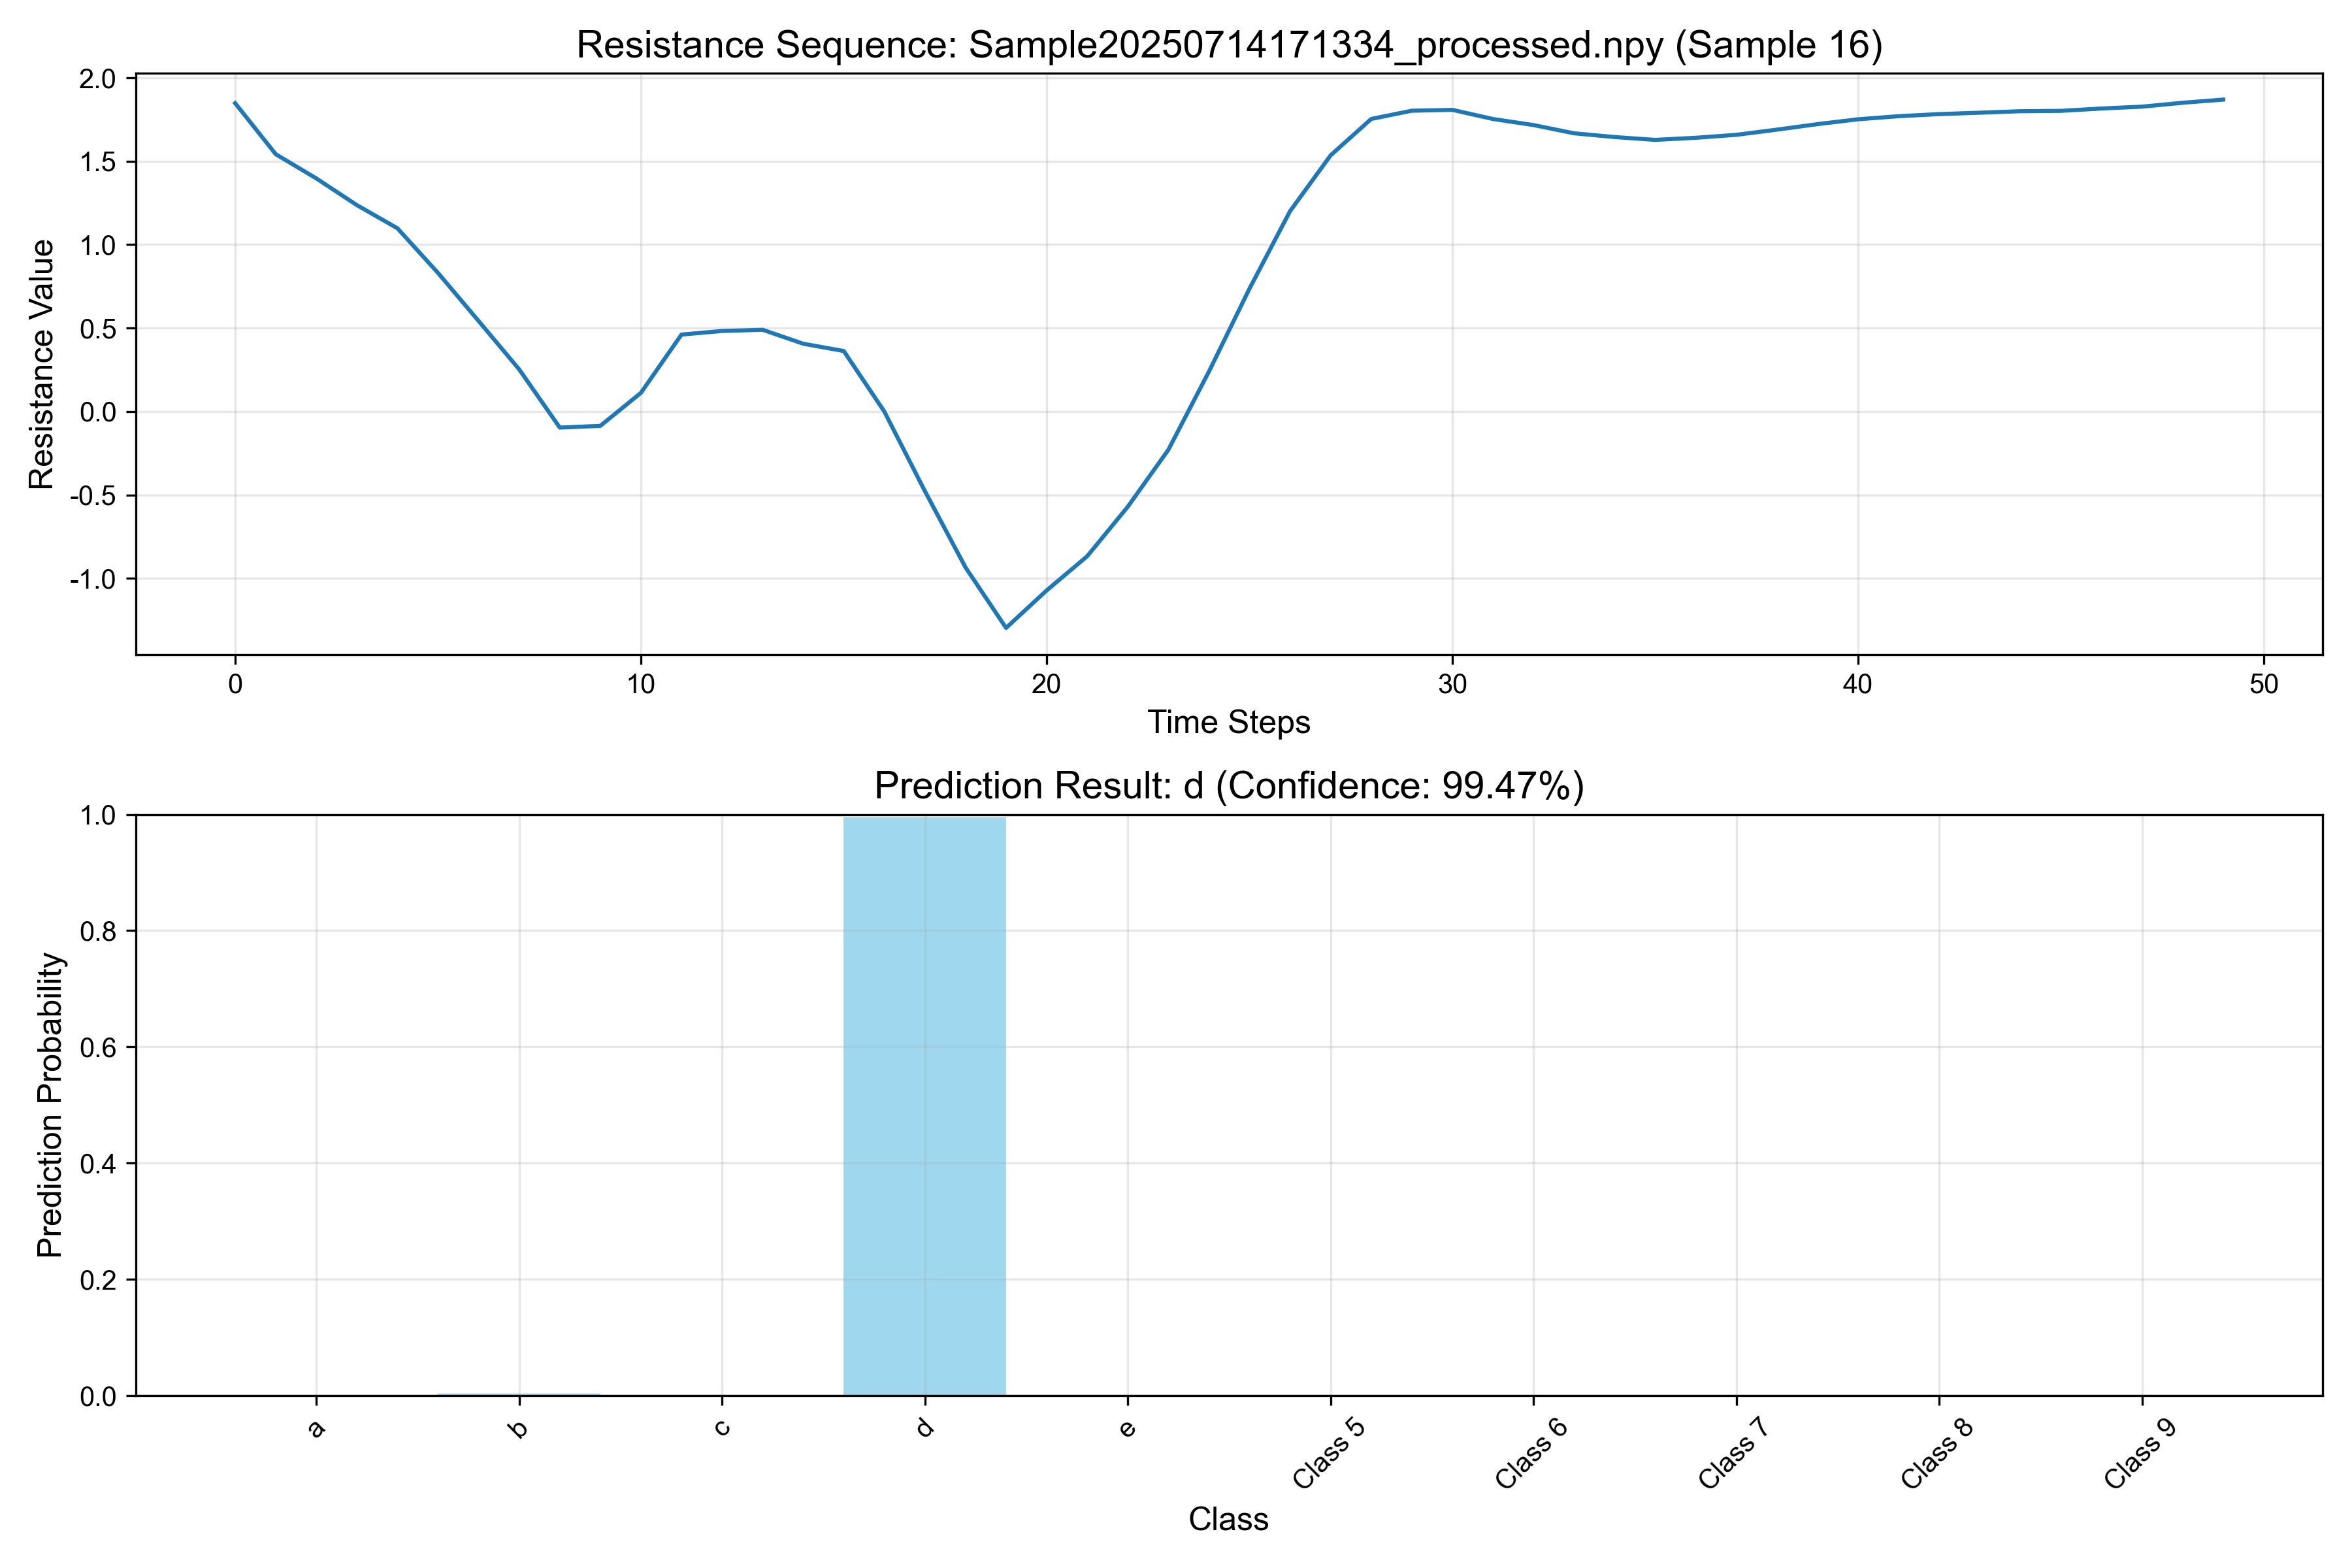 Resistance Sequence: Sample20250714171334_processed.npy (Sample 16)
Resistance Value
2.0
1.5
1.0
0.5
0.0
-0.5
-1.0
0 10 20 30 40 50
Time Steps
Prediction Result: d (Confidence: 99.47%)
Prediction Probability
1.0
0.8
0.6
0.4
0.2
0.0
a b c d e Class 5 Class 6 Class 7 Class 8 Class 9
Class